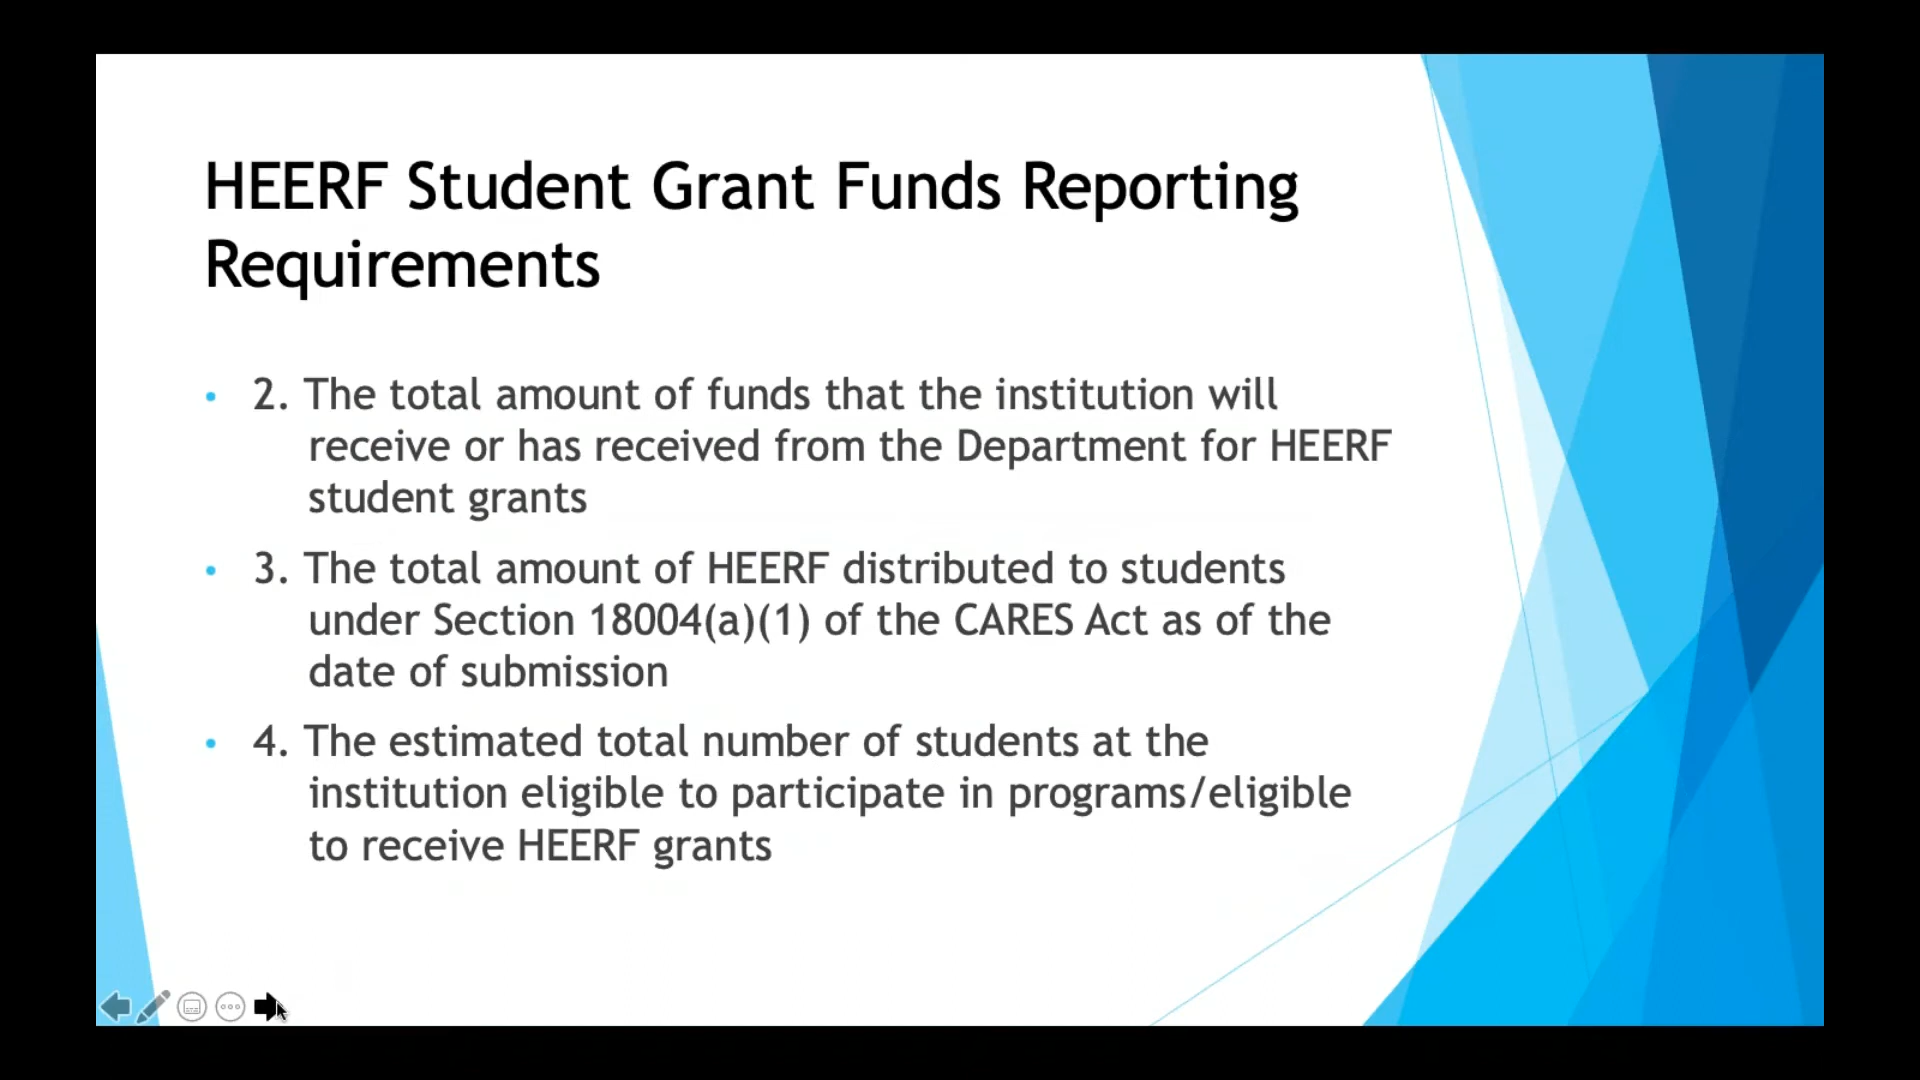 HEERF Student Grant Funds Reporting
Requirements
• 2. The total amount of funds that the institution will
receive or has received from the Department for HEERF
student grants
• 3. The total amount of HEERF distributed to students
under Section 18004(a)(1) of the CARES Act as of the
date of submission
• 4. The estimated total number of students at the
institution eligible to participate in programs/eligible
to receive HEERF grants